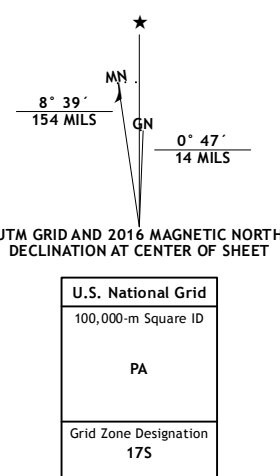 ★
MN
8° 39´
154 MILS
GN
0° 47´
14 MILS
UTM GRID AND 2016 MAGNETIC NORTH
DECLINATION AT CENTER OF SHEET
U.S. National Grid
100,000-m Square ID
PA
Grid Zone Designation
17S